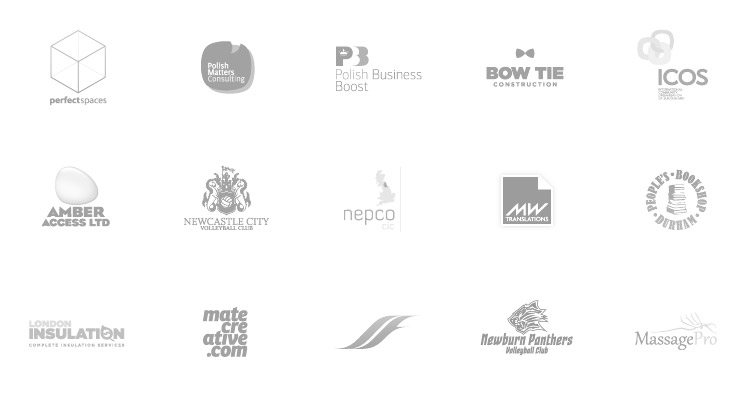 perfectspaces
Polish
Matters
Consulting
PB
Polish Business
Boost
BOW TIE
CONSTRUCTION
ICOS
AMBER
ACCESS LTD
NEWCASTLE CITY
VOLLEYBALL CLUB
nepco
cic
MW
TRANSLATIONS
PEOPLE'S · BOOKSHOP
· DURHAM ·
LONDON
INSULATION
COMPLETE INSULATION SERVICES
mate
cre
ative
.com
Newburn Panthers
Volleyball Club
MassagePro